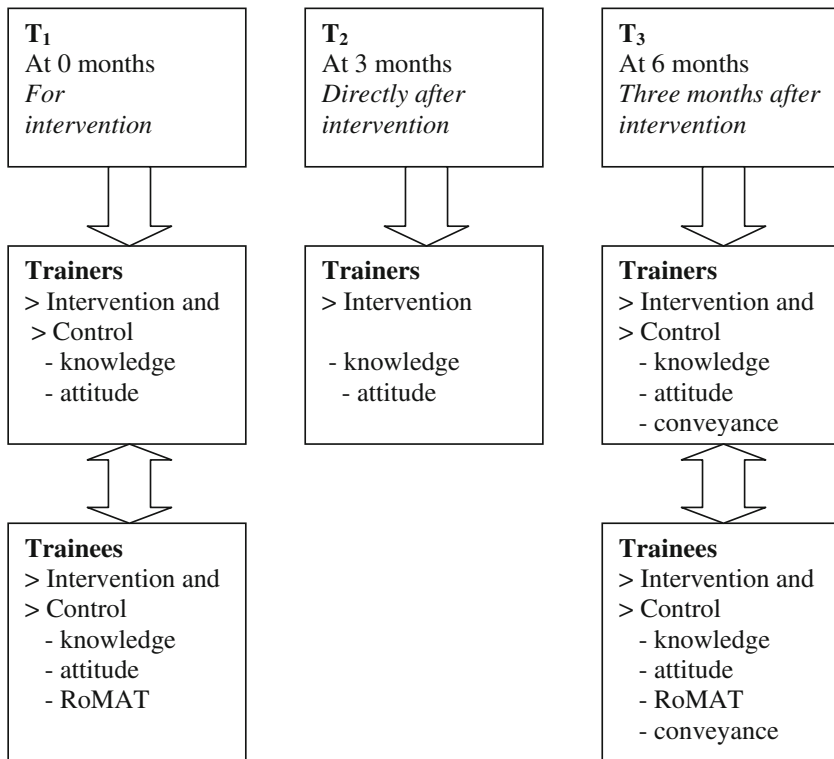 T₁
At 0 months
For
intervention
T₂
At 3 months
Directly after
intervention
T₃
At 6 months
Three months after
intervention
Trainers
> Intervention and
> Control
- knowledge
- attitude
Trainers
> Intervention
- knowledge
- attitude
Trainers
> Intervention and
> Control
- knowledge
- attitude
- conveyance
Trainees
> Intervention and
> Control
- knowledge
- attitude
- RoMAT
Trainees
> Intervention and
> Control
- knowledge
- attitude
- RoMAT
- conveyance